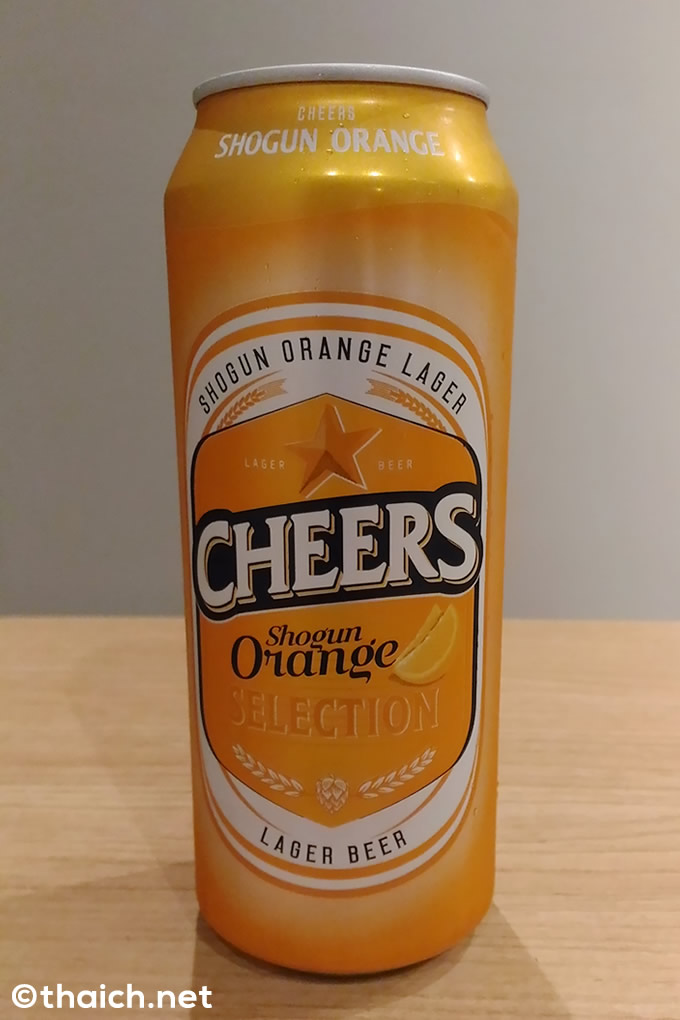 CHEERS
SHOGUN ORANGE
SHOGUN ORANGE LAGER
LAGER BEER
CHEERS
Shogun
Orange
SELECTION
LAGER BEER
©thaich.net